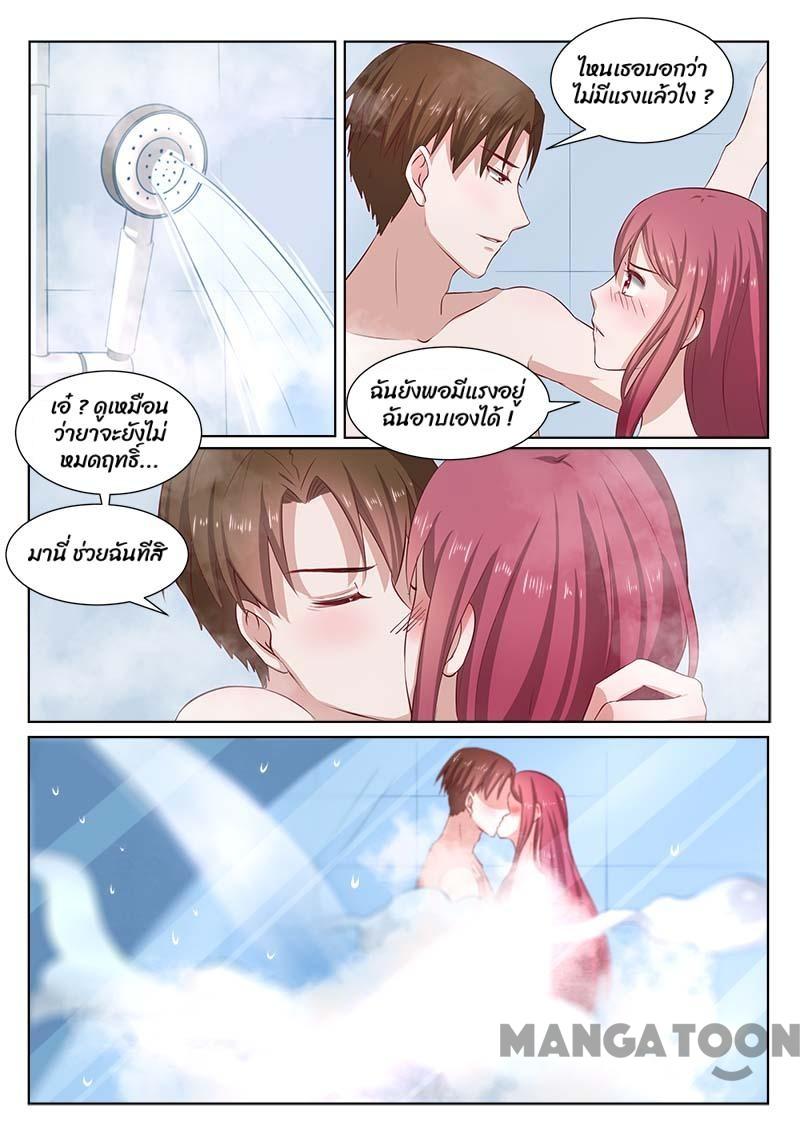 ไหนเธอบอกว่า
ไม่มีแรงแล้วไง ?
ฉันยังพอมีแรงอยู่
ฉันอาบเองได้ !
เอ๋ ? ดูเหมือน
ว่ายาจะยังไม่
หมดฤทธิ์...
มานี่ ช่วยฉันทีสิ
MANGATOON